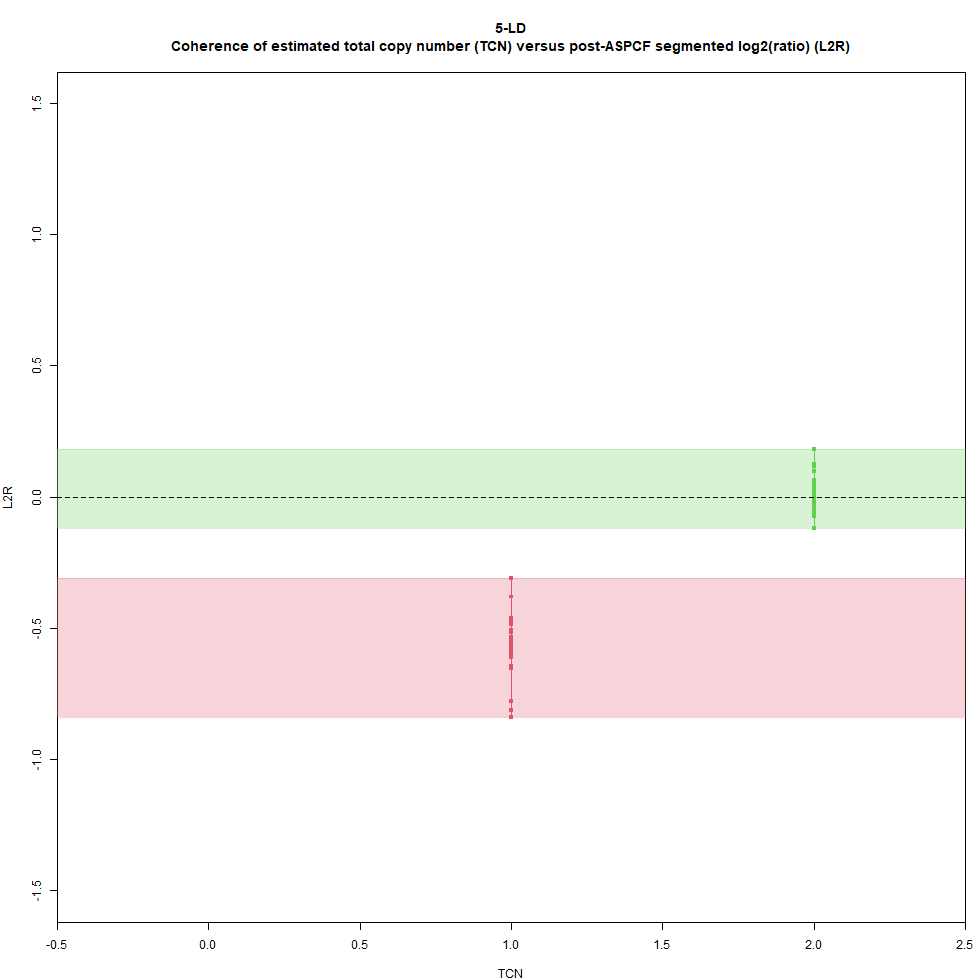 5-LD
Coherence of estimated total copy number (TCN) versus post-ASPCF segmented log2(ratio) (L2R)
1.5
1.0
0.5
0.0
-0.5
-1.0
-1.5
L2R
-0.5 0.0 0.5 1.0 1.5 2.0 2.5
TCN